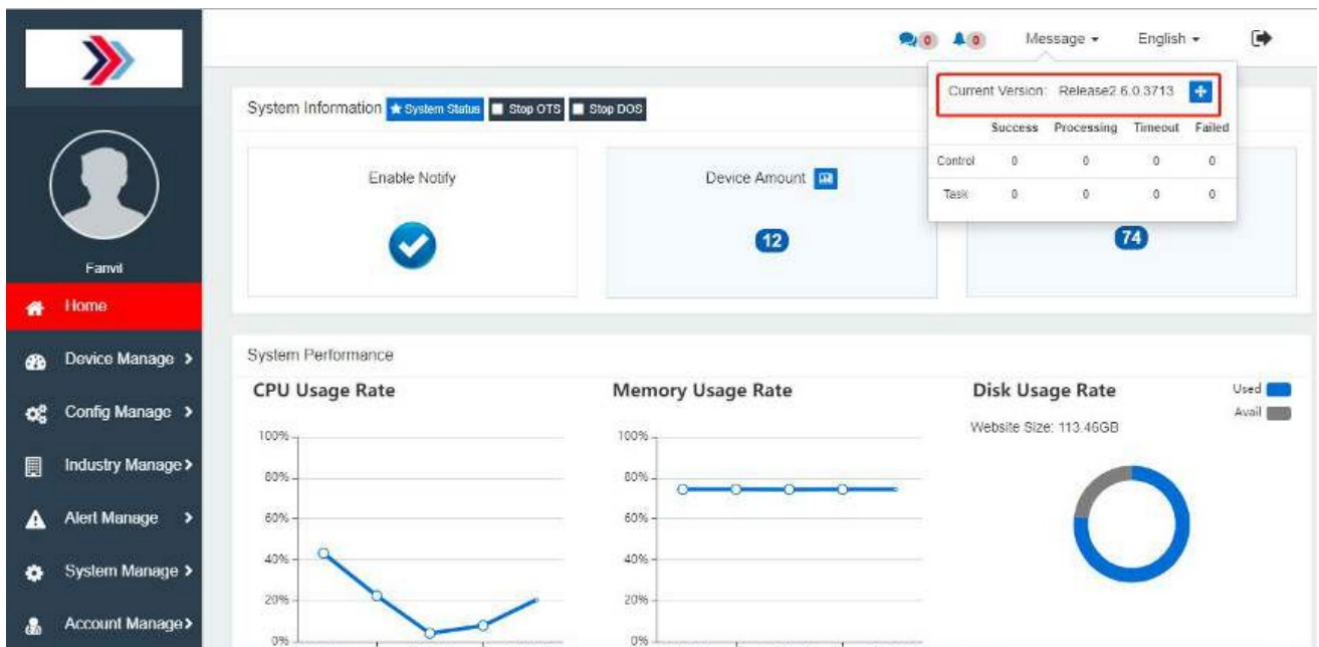 0 0 Message English
Current Version: Release2.6.0.3713
System Information System Status Stop OTS Stop DOS
Success Processing Timeout Failed
Control 0 0 0 0
Task 0 0 0 0
Enable Notify
Device Amount
12
74
Fanvil
Home
Device Manage
Config Manage
Industry Manage
Alert Manage
System Manage
Account Manage
System Performance
CPU Usage Rate
100%
80%
60%
40%
20%
0%
Memory Usage Rate
100%
80%
60%
40%
20%
0%
Disk Usage Rate
Used
Avail
Website Size: 113.46GB